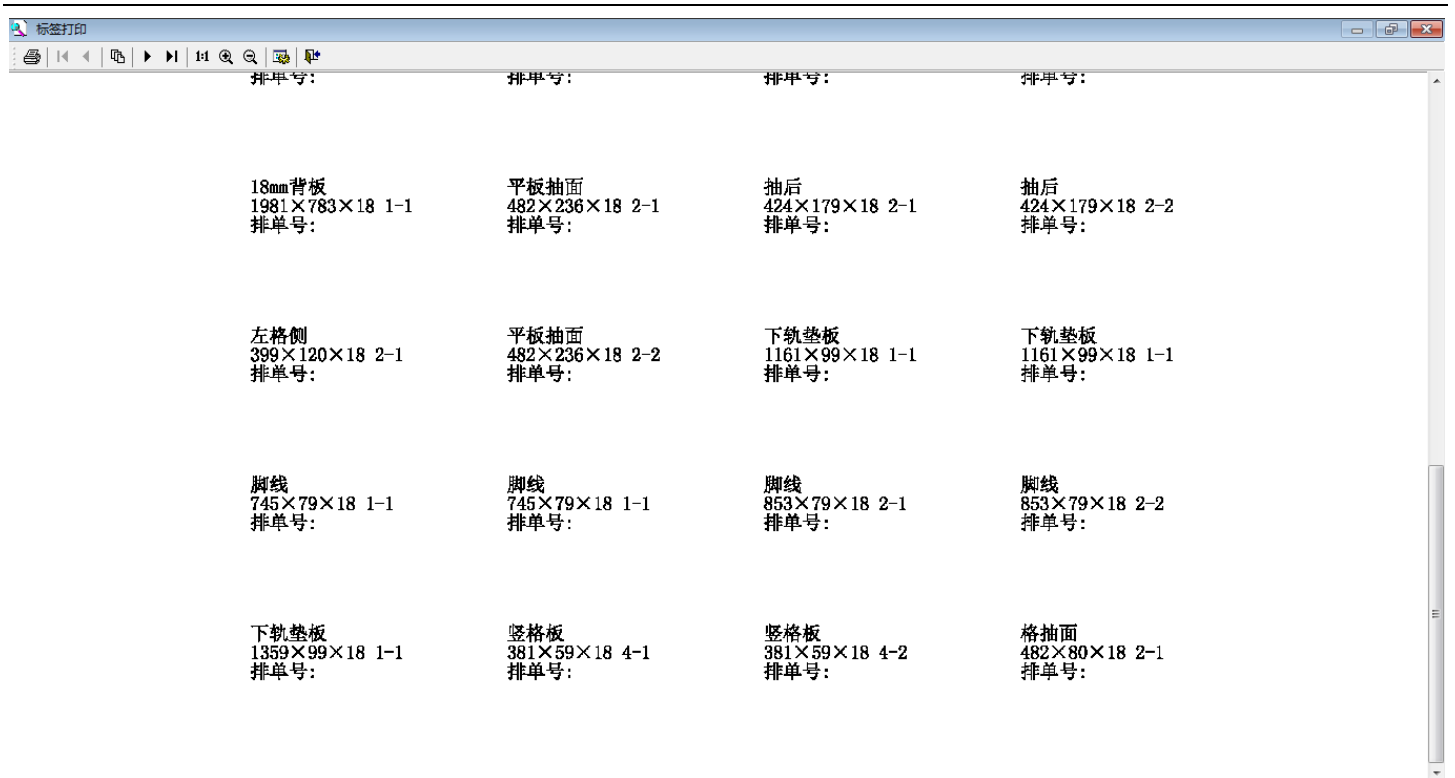 标签打印
1:1
排单号: 排单号: 排单号: 排单号:
18mm背板 平板抽面 抽后 抽后
1981×783×18 1-1 482×236×18 2-1 424×179×18 2-1 424×179×18 2-2
排单号: 排单号: 排单号: 排单号:
左格侧 平板抽面 下轨垫板 下轨垫板
399×120×18 2-1 482×236×18 2-2 1161×99×18 1-1 1161×99×18 1-1
排单号: 排单号: 排单号: 排单号:
脚线 脚线 脚线 脚线
745×79×18 1-1 745×79×18 1-1 853×79×18 2-1 853×79×18 2-2
排单号: 排单号: 排单号: 排单号:
下轨垫板 竖格板 竖格板 格抽面
1359×99×18 1-1 381×59×18 4-1 381×59×18 4-2 482×80×18 2-1
排单号: 排单号: 排单号: 排单号: